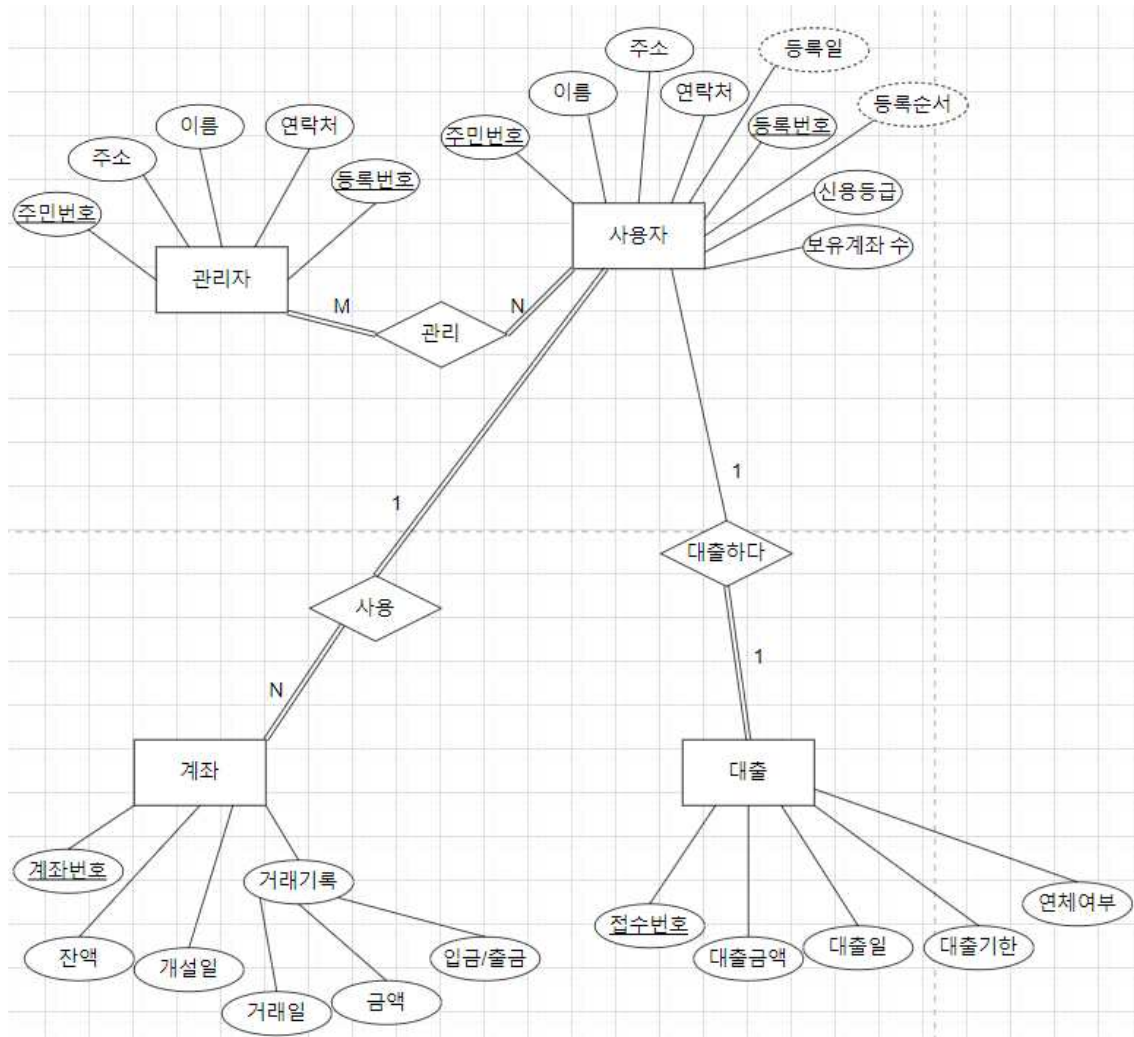 주민번호
주소
이름
연락처
등록번호
관리자
주민번호
이름
주소
연락처
등록일
등록번호
등록순서
신용등급
보유계좌 수
사용자
M
관리
N
1
사용
N
1
대출하다
1
계좌
계좌번호
잔액
개설일
거래기록
거래일
금액
입금/출금
대출
접수번호
대출금액
대출일
대출기한
연체여부